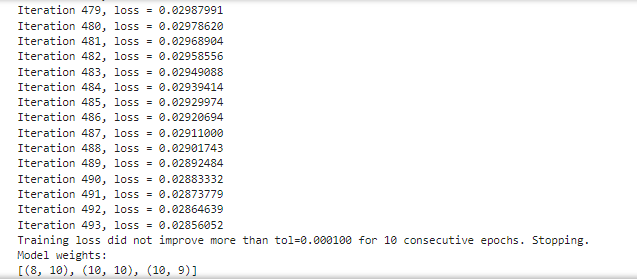 Iteration 479, loss = 0.02987991
Iteration 480, loss = 0.02978620
Iteration 481, loss = 0.02968904
Iteration 482, loss = 0.02958556
Iteration 483, loss = 0.02949088
Iteration 484, loss = 0.02939414
Iteration 485, loss = 0.02929974
Iteration 486, loss = 0.02920694
Iteration 487, loss = 0.02911000
Iteration 488, loss = 0.02901743
Iteration 489, loss = 0.02892484
Iteration 490, loss = 0.02883332
Iteration 491, loss = 0.02873779
Iteration 492, loss = 0.02864639
Iteration 493, loss = 0.02856052
Training loss did not improve more than tol=0.000100 for 10 consecutive epochs. Stopping.
Model weights:
[(8, 10), (10, 10), (10, 9)]